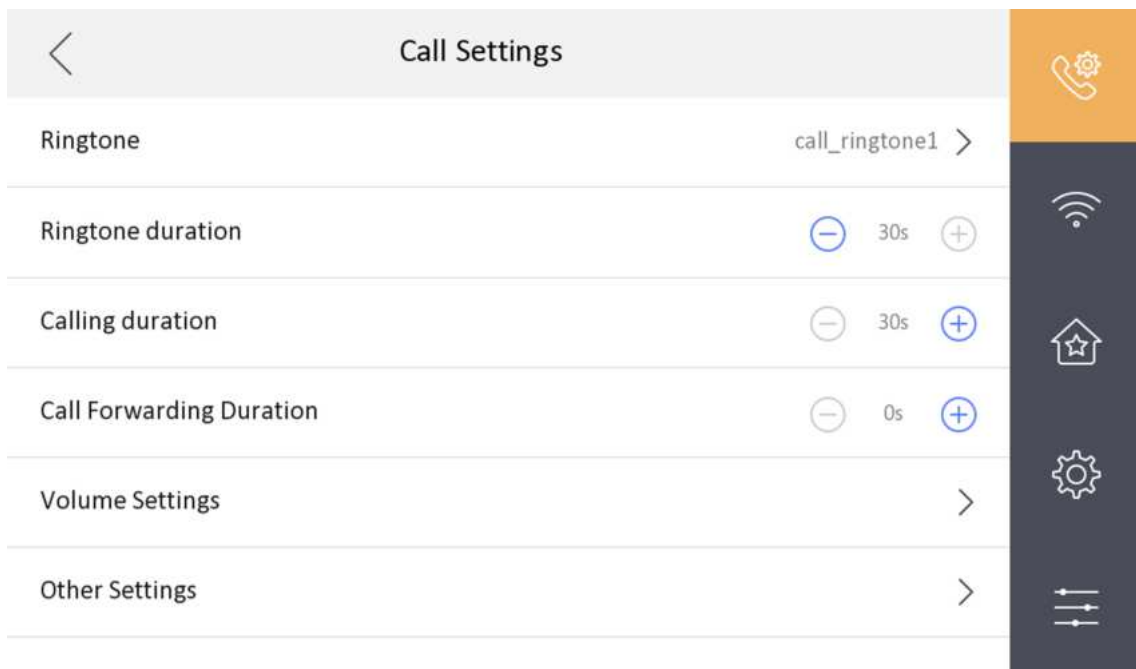 Call Settings
Ringtone call_ringtone1
Ringtone duration 30s
Calling duration 30s
Call Forwarding Duration 0s
Volume Settings
Other Settings